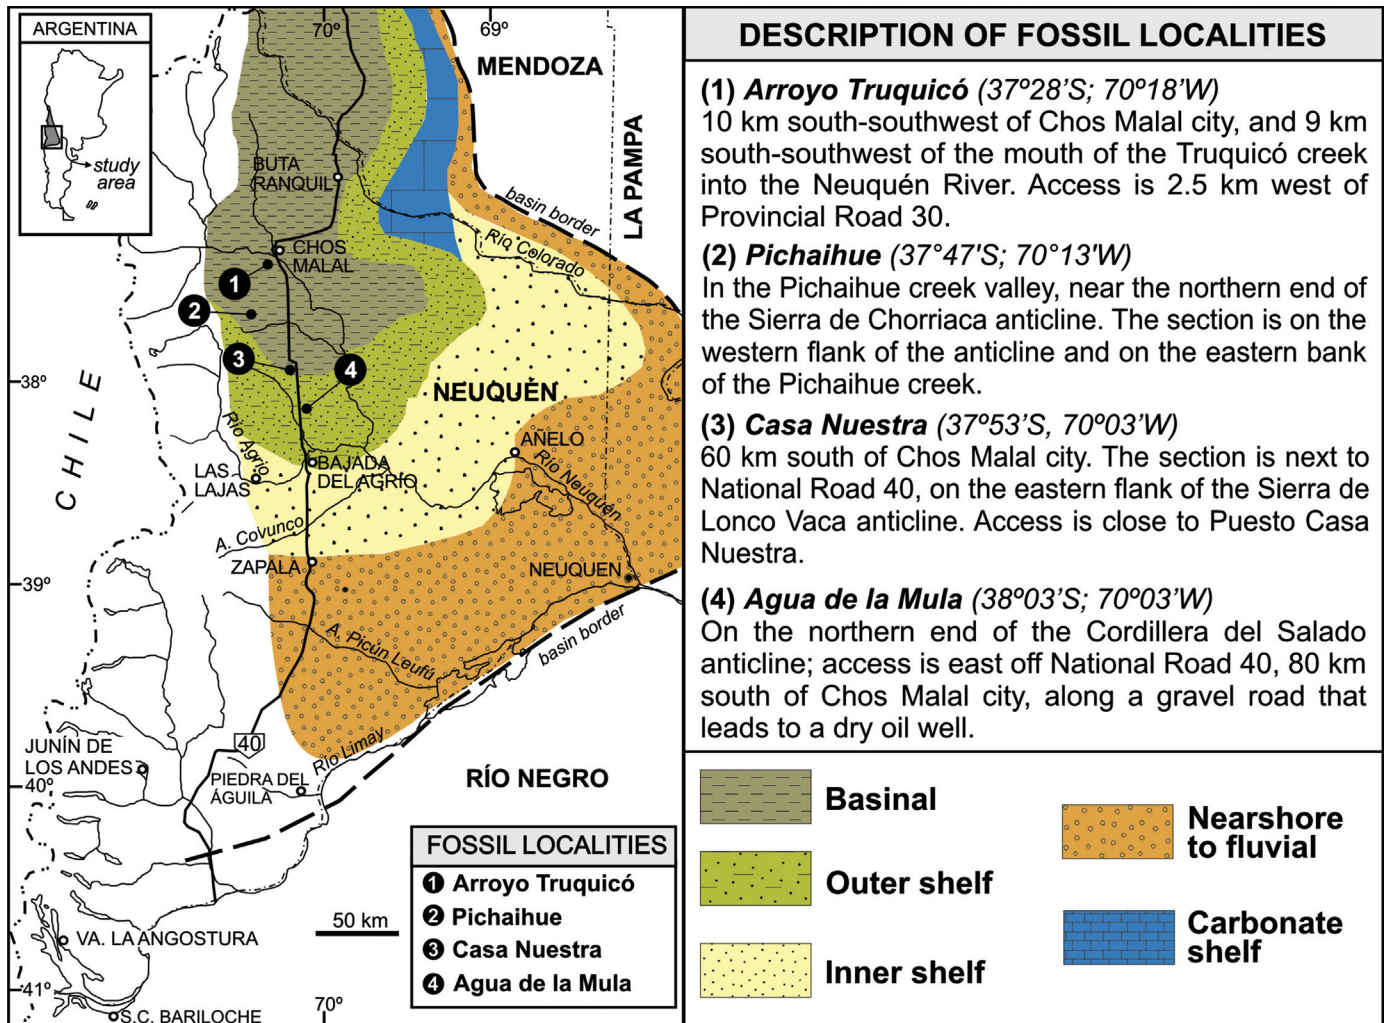 ARGENTINA
study
area
70º
69º
MENDOZA
LA PAMPA
BUTA
RANQUIL
basin border
Rio Colorado
CHOS
MALAL
1
2
3
4
38º
CHILE
NEUQUÉN
Río Agrio
AÑELO
LAS
LAJAS
BAJADA
DEL AGRIO
Río Neuquén
A. Covunco
ZAPALA
NEUQUEN
39º
A. Picún Leufú
basin border
40
Río Limay
JUNÍN DE
LOS ANDES
40º
PIEDRA DEL
ÁGUILA
RÍO NEGRO
FOSSIL LOCALITIES
1 Arroyo Truquicó
2 Pichaihue
3 Casa Nuestra
4 Agua de la Mula
50 km
VA. LA ANGOSTURA
41º
70º
S.C. BARILOCHE
DESCRIPTION OF FOSSIL LOCALITIES
(1) Arroyo Truquicó (37º28’S; 70º18’W)
10 km south-southwest of Chos Malal city, and 9 km
south-southwest of the mouth of the Truquicó creek
into the Neuquén River. Access is 2.5 km west of
Provincial Road 30.
(2) Pichaihue (37°47'S; 70°13'W)
In the Pichaihue creek valley, near the northern end of
the Sierra de Chorriaca anticline. The section is on the
western flank of the anticline and on the eastern bank
of the Pichaihue creek.
(3) Casa Nuestra (37º53’S, 70º03’W)
60 km south of Chos Malal city. The section is next to
National Road 40, on the eastern flank of the Sierra de
Lonco Vaca anticline. Access is close to Puesto Casa
Nuestra.
(4) Agua de la Mula (38º03’S; 70º03’W)
On the northern end of the Cordillera del Salado
anticline; access is east off National Road 40, 80 km
south of Chos Malal city, along a gravel road that
leads to a dry oil well.
Basinal
Outer shelf
Inner shelf
Nearshore
to fluvial
Carbonate
shelf